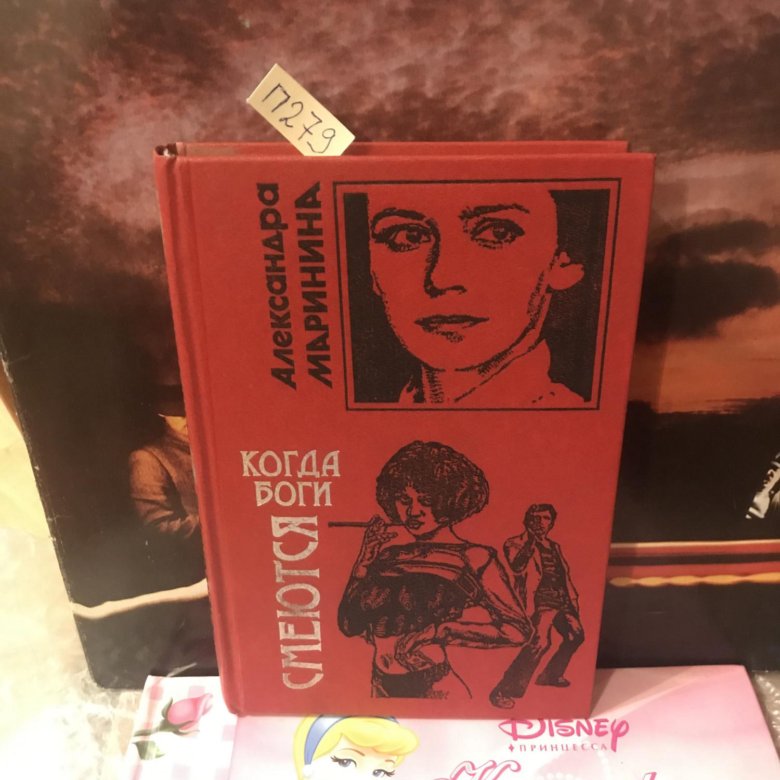 П279
Александра
МАРИНИНА
КОГДА
БОГИ
СМЕЮТСЯ
DISNEY
ПРИНЦЕССА